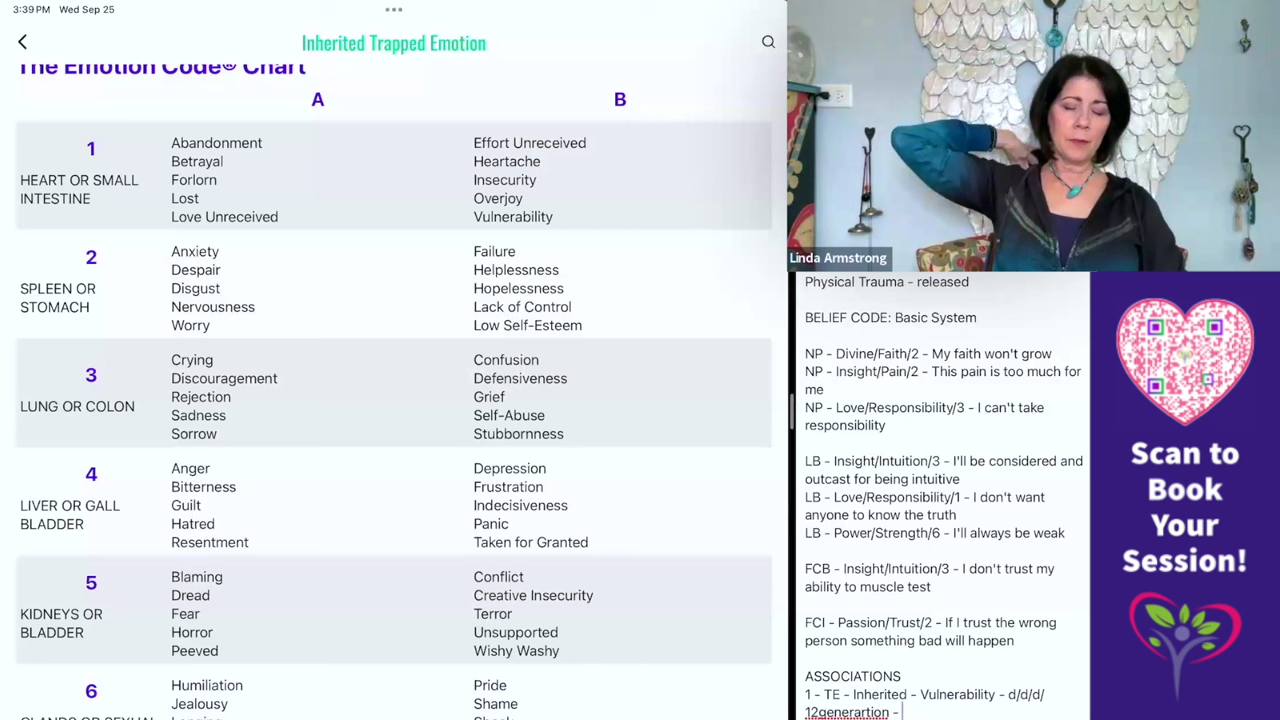 3:39 PM Wed Sep 25
Inherited Trapped Emotion
The Emotion Code® Chart
A B
1
HEART OR SMALL
INTESTINE
Abandonment
Betrayal
Forlorn
Lost
Love Unreceived
Effort Unreceived
Heartache
Insecurity
Overjoy
Vulnerability
2
SPLEEN OR
STOMACH
Anxiety
Despair
Disgust
Nervousness
Worry
Failure
Helplessness
Hopelessness
Lack of Control
Low Self-Esteem
3
LUNG OR COLON
Crying
Discouragement
Rejection
Sadness
Sorrow
Confusion
Defensiveness
Grief
Self-Abuse
Stubbornness
4
LIVER OR GALL
BLADDER
Anger
Bitterness
Guilt
Hatred
Resentment
Depression
Frustration
Indecisiveness
Panic
Taken for Granted
5
KIDNEYS OR
BLADDER
Blaming
Dread
Fear
Horror
Peeved
Conflict
Creative Insecurity
Terror
Unsupported
Wishy Washy
6
GLANDS OR SEXUAL
Humiliation
Jealousy
Longing
Pride
Shame
Shock
Linda Armstrong
Physical Trauma - released
BELIEF CODE: Basic System
NP - Divine/Faith/2 - My faith won't grow
NP - Insight/Pain/2 - This pain is too much for
me
NP - Love/Responsibility/3 - I can't take
responsibility
LB - Insight/Intuition/3 - I'll be considered and
outcast for being intuitive
LB - Love/Responsibility/1 - I don't want
anyone to know the truth
LB - Power/Strength/6 - I'll always be weak
FCB - Insight/Intuition/3 - I don't trust my
ability to muscle test
FCI - Passion/Trust/2 - If I trust the wrong
person something bad will happen
ASSOCIATIONS
1 - TE - Inherited - Vulnerability - d/d/d/
12generartion -
Scan to
Book
Your
Session!